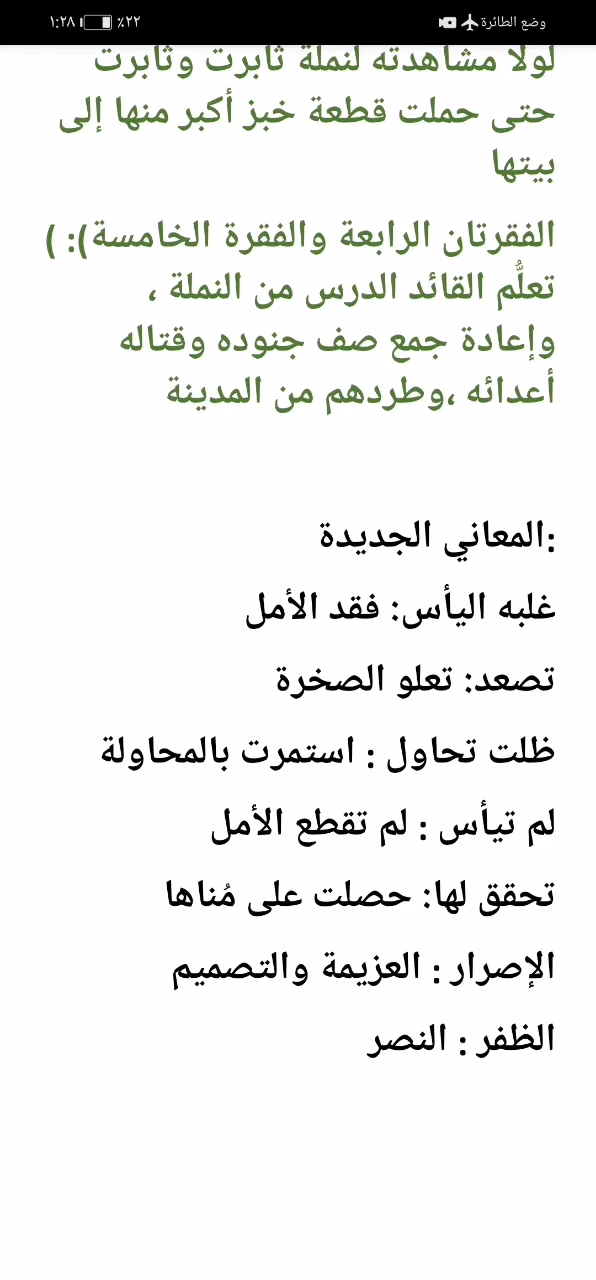 وضع الطائرة ٪٢٢ ١:٢٨
لولا مشاهدته لنملة ثابرت وثابرت
حتى حملت قطعة خبز أكبر منها إلى
بيتها
الفقرتان الرابعة والفقرة الخامسة(: )
تعلُّم القائد الدرس من النملة ،
وإعادة جمع صف جنوده وقتاله
أعدائه ،وطردهم من المدينة
:المعاني الجديدة
غلبه اليأس: فقد الأمل
تصعد: تعلو الصخرة
ظلت تحاول : استمرت بالمحاولة
لم تيأس : لم تقطع الأمل
تحقق لها: حصلت على مُناها
الإصرار : العزيمة والتصميم
الظفر : النصر